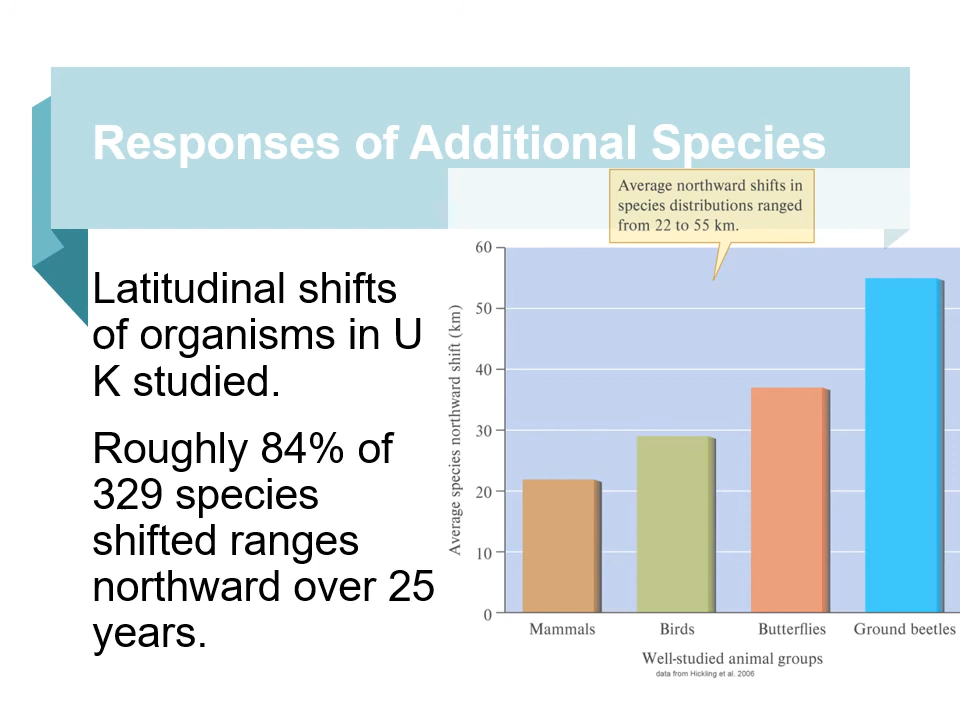 Responses of Additional Species
Average northward shifts in
species distributions ranged
from 22 to 55 km.
Latitudinal shifts
of organisms in U
K studied.
Roughly 84% of
329 species
shifted ranges
northward over 25
years.
Average species northward shift (km)
60
50
40
30
20
10
0
Mammals Birds Butterflies Ground beetles
Well-studied animal groups
data from Hickling et al. 2006